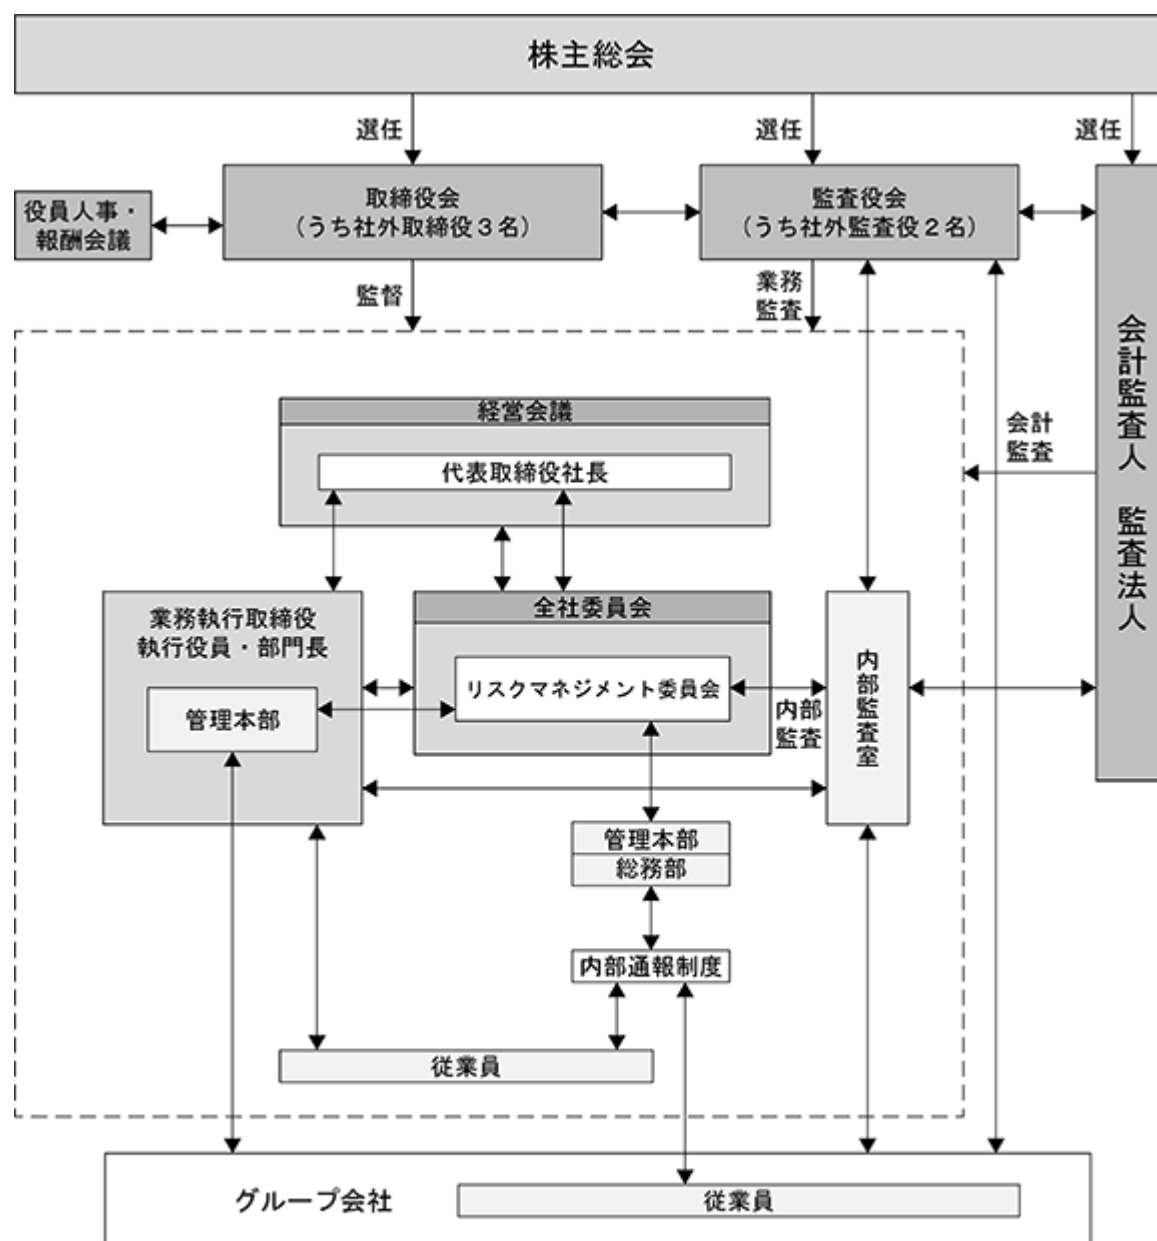 株主総会
選任
選任
選任
役員人事・
報酬会議
取締役会
（うち社外取締役３名）
監査役会
（うち社外監査役２名）
監督
業務
監査
会計監査人　監査法人
会計
監査
経営会議
代表取締役社長
業務執行取締役
執行役員・部門長
管理本部
全社委員会
リスクマネジメント委員会
内部
監査
内部監査室
管理本部
総務部
内部通報制度
従業員
グループ会社
従業員